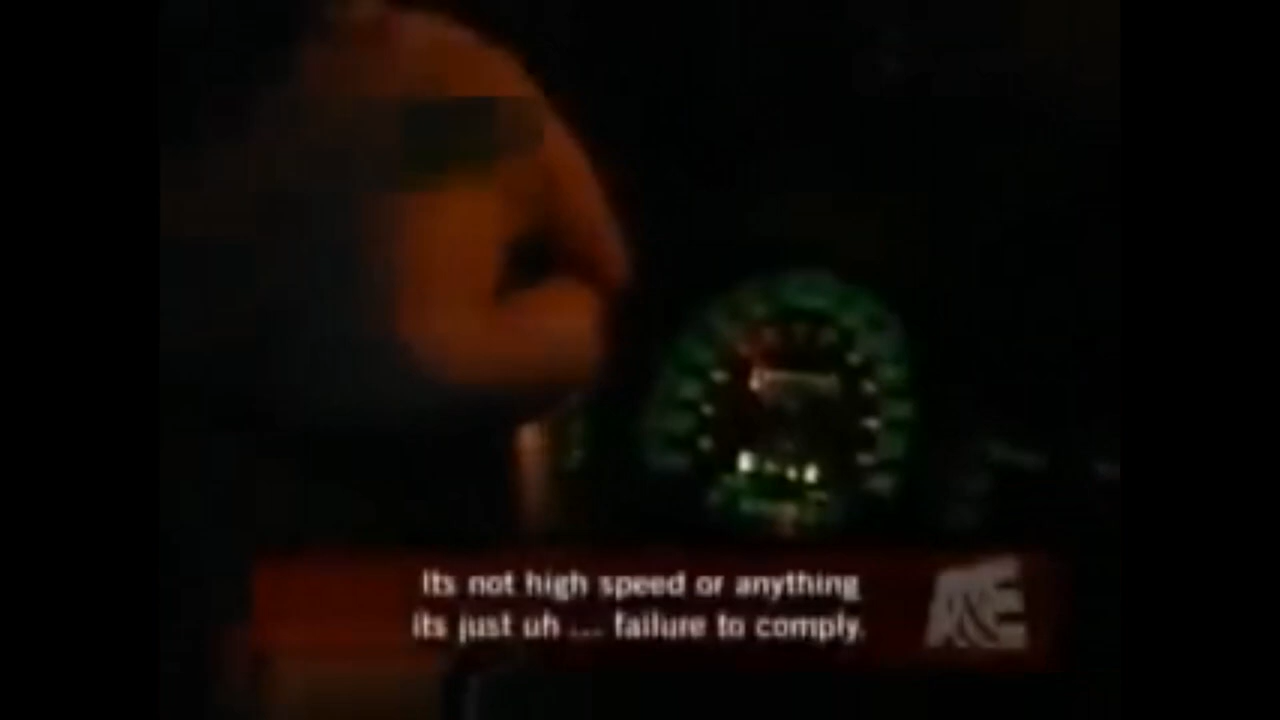 Its not high speed or anything
its just uh ... failure to comply.
A&E